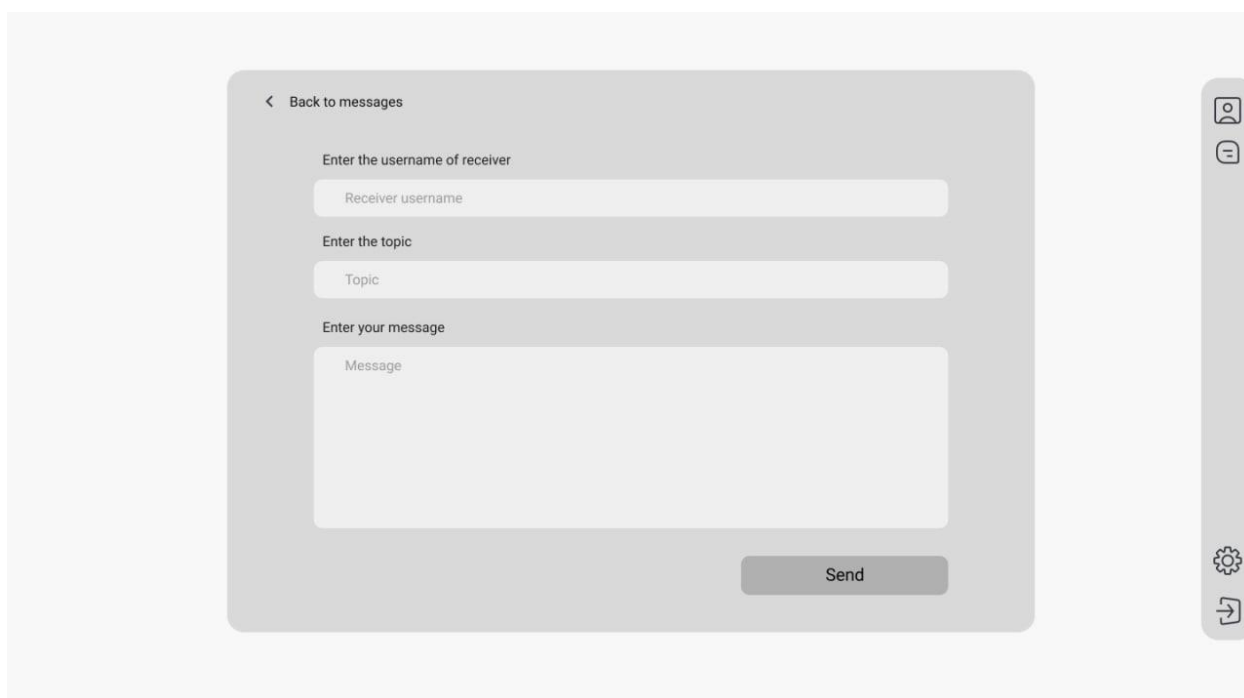 Back to messages
Enter the username of receiver
Receiver username
Enter the topic
Topic
Enter your message
Message
Send